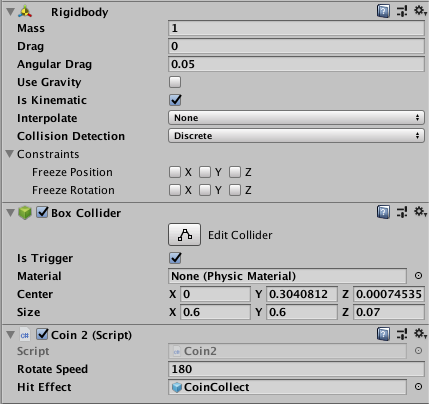 Rigidbody
Mass 1
Drag 0
Angular Drag 0.05
Use Gravity
Is Kinematic
Interpolate None
Collision Detection Discrete
Constraints
Freeze Position X Y Z
Freeze Rotation X Y Z
Box Collider
Edit Collider
Is Trigger
Material None (Physic Material)
Center X 0 Y 0.3040812 Z 0.00074535
Size X 0.6 Y 0.6 Z 0.07
Coin 2 (Script)
Script Coin2
Rotate Speed 180
Hit Effect CoinCollect